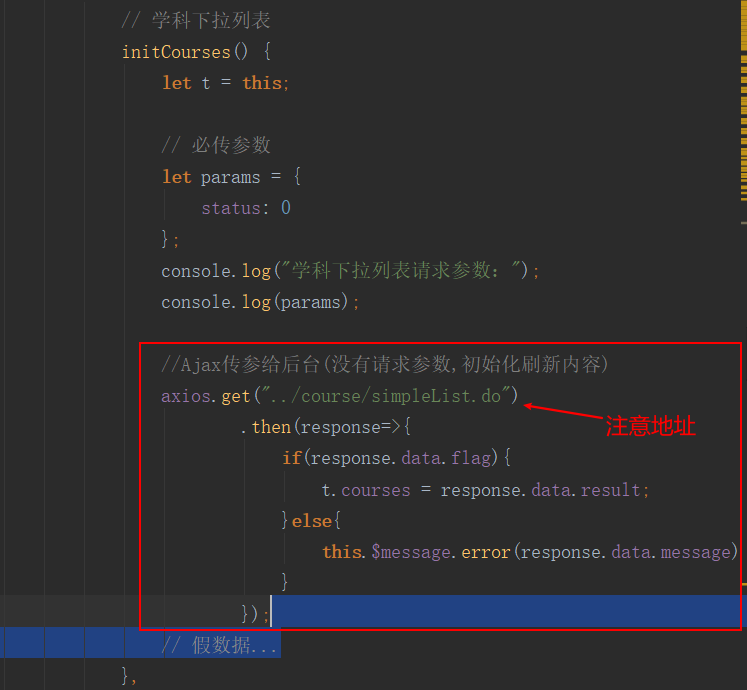 // 学科下拉列表
initCourses() {
let t = this;
// 必传参数
let params = {
status: 0
};
console.log("学科下拉列表请求参数：");
console.log(params);
//Ajax传参给后台(没有请求参数,初始化刷新内容)
axios.get("../course/simpleList.do")
.then(response=>{
注意地址
if(response.data.flag){
t.courses = response.data.result;
}else{
this.$message.error(response.data.message)
}
});
// 假数据...
},